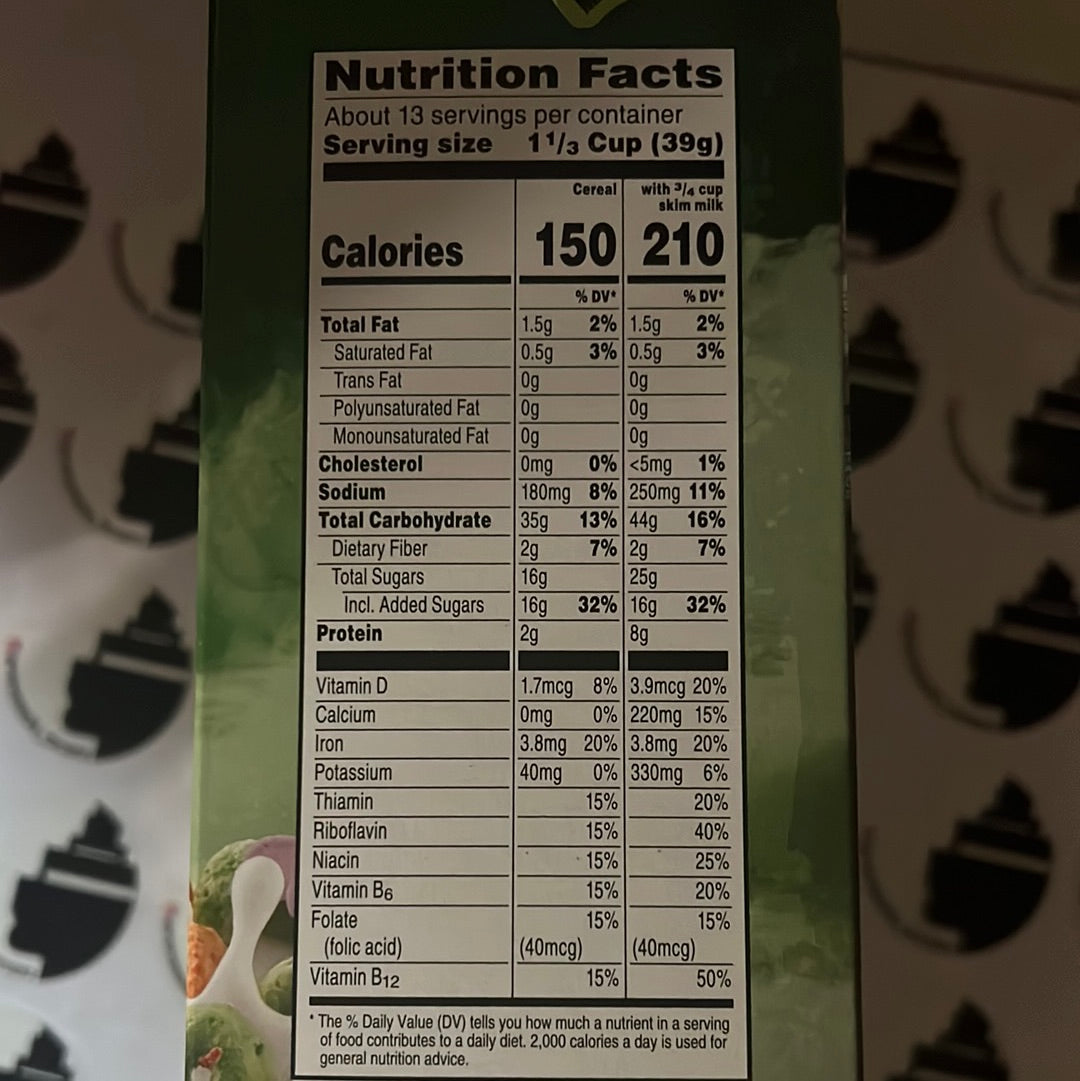 Nutrition Facts
About 13 servings per container
Serving size 1 1/3 Cup (39g)
Cereal with 3/4 cup
skim milk
Calories 150 210
% DV* % DV*
Total Fat 1.5g 2% 1.5g 2%
Saturated Fat 0.5g 3% 0.5g 3%
Trans Fat 0g 0g
Polyunsaturated Fat 0g 0g
Monounsaturated Fat 0g 0g
Cholesterol 0mg 0% <5mg 1%
Sodium 180mg 8% 250mg 11%
Total Carbohydrate 35g 13% 44g 16%
Dietary Fiber 2g 7% 2g 7%
Total Sugars 16g 25g
Incl. Added Sugars 16g 32% 16g 32%
Protein 2g 8g
Vitamin D 1.7mcg 8% 3.9mcg 20%
Calcium 0mg 0% 220mg 15%
Iron 3.8mg 20% 3.8mg 20%
Potassium 40mg 0% 330mg 6%
Thiamin 15% 20%
Riboflavin 15% 40%
Niacin 15% 25%
Vitamin B6 15% 20%
Folate 15% 15%
(folic acid) (40mcg) (40mcg)
Vitamin B12 15% 50%
* The % Daily Value (DV) tells you how much a nutrient in a serving
of food contributes to a daily diet. 2,000 calories a day is used for
general nutrition advice.